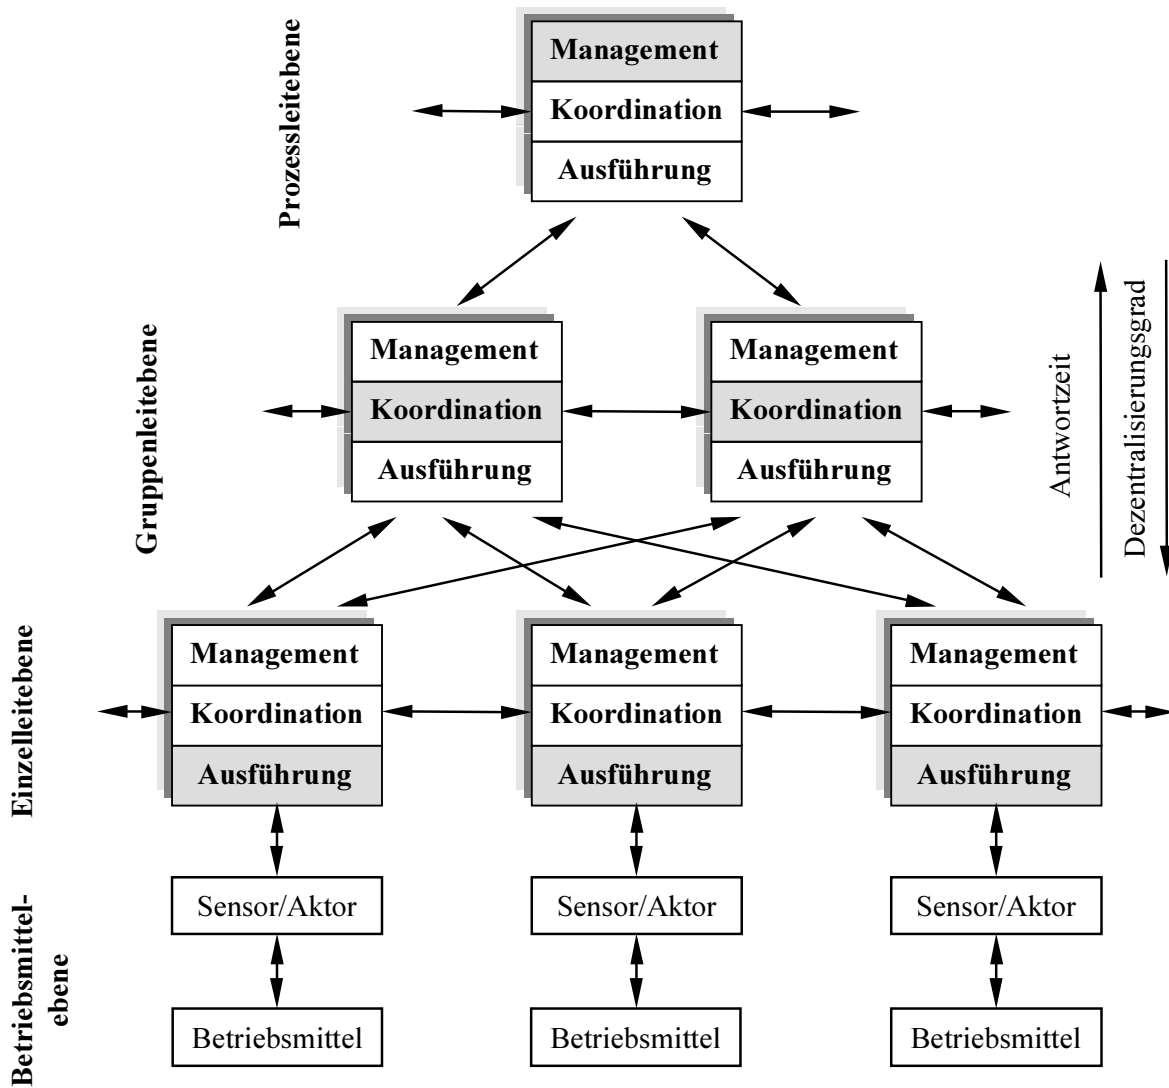 Prozessleitebene
Management
Koordination
Ausführung
Gruppenleitebene
Management
Koordination
Ausführung
Management
Koordination
Ausführung
Antwortzeit
Dezentralisierungsgrad
Einzelleitebene
Management
Koordination
Ausführung
Management
Koordination
Ausführung
Management
Koordination
Ausführung
Betriebsmittel-
ebene
Sensor/Aktor
Sensor/Aktor
Sensor/Aktor
Betriebsmittel
Betriebsmittel
Betriebsmittel